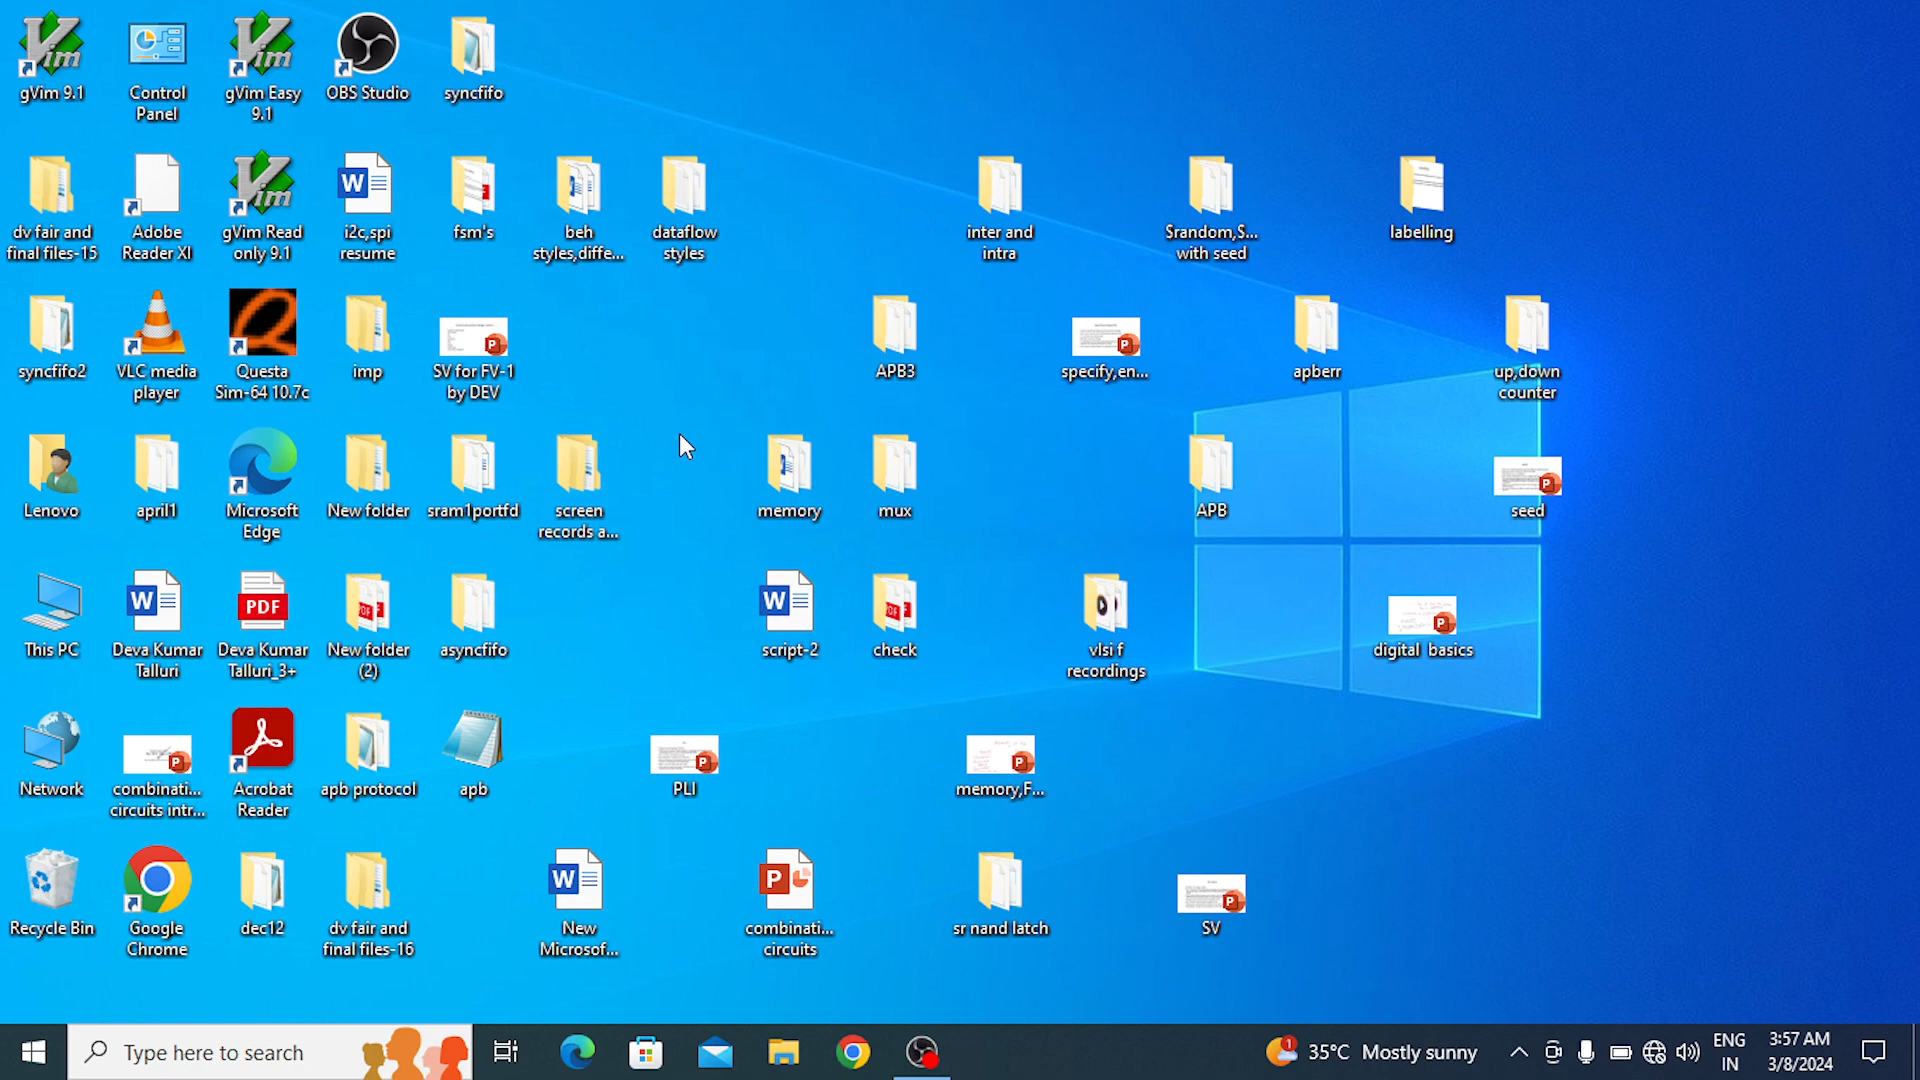 gVim 9.1
Control
Panel
gVim Easy
9.1
OBS Studio
syncfifo
dv fair and
final files-15
Adobe
Reader XI
gVim Read
only 9.1
i2c,spi
resume
fsm's
beh
styles,diffe...
dataflow
styles
inter and
intra
$random,$...
with seed
labelling
syncfifo2
VLC media
player
Questa
Sim-64 10.7c
imp
SV for FV-1
by DEV
APB3
specify,en...
apberr
up,down
counter
Lenovo
april1
Microsoft
Edge
New folder
sram1portfd
screen
records a...
memory
mux
APB
seed
This PC
Deva Kumar
Talluri
PDF
Deva Kumar
Talluri_3+
New folder
(2)
asyncfifo
script-2
check
vlsi f
recordings
digital basics
Network
combinati...
circuits intr...
Acrobat
Reader
apb protocol
apb
PLI
memory,F...
Recycle Bin
Google
Chrome
dec12
dv fair and
final files-16
New
Microsof...
combinati...
circuits
sr nand latch
SV
Type here to search
1
35°C Mostly sunny
ENG
IN
3:57 AM
3/8/2024